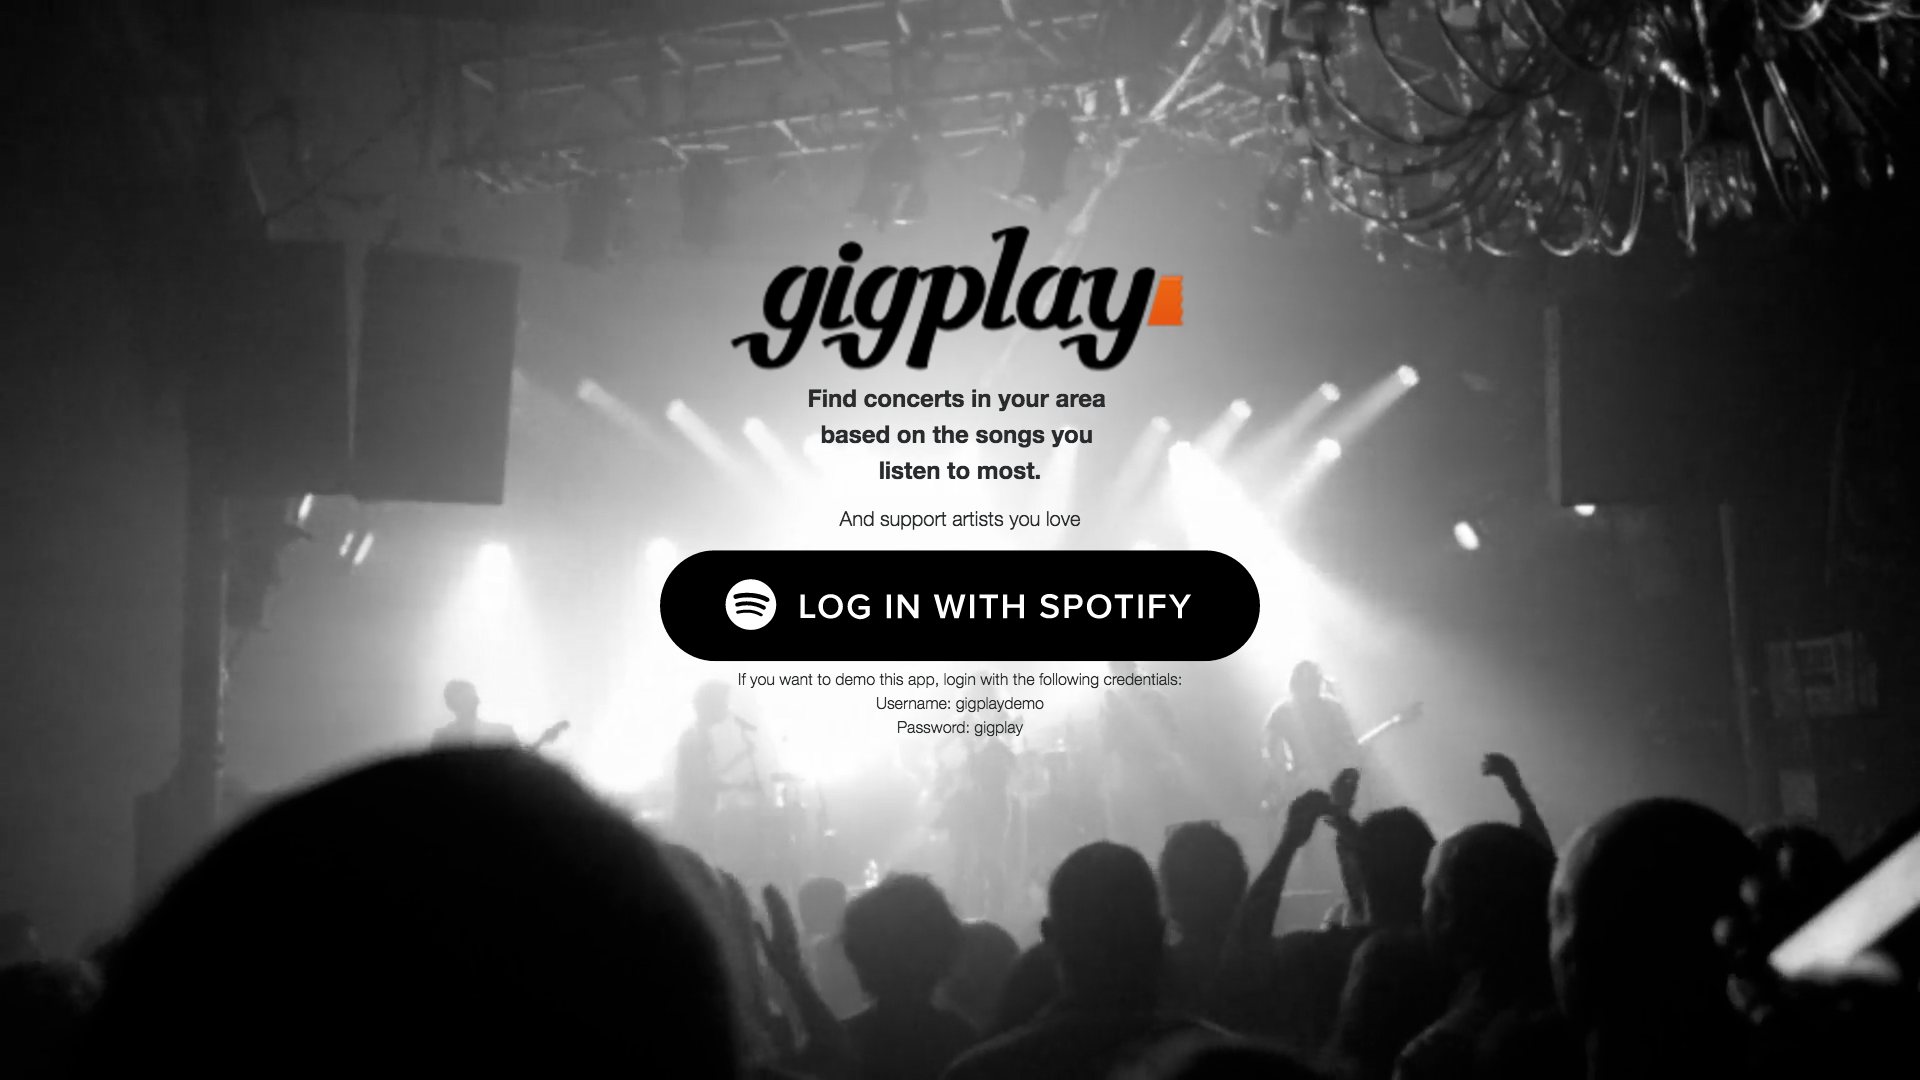 gigplay
Find concerts in your area
based on the songs you
listen to most.
And support artists you love
LOG IN WITH SPOTIFY
If you want to demo this app, login with the following credentials:
Username: gigplaydemo
Password: gigplay